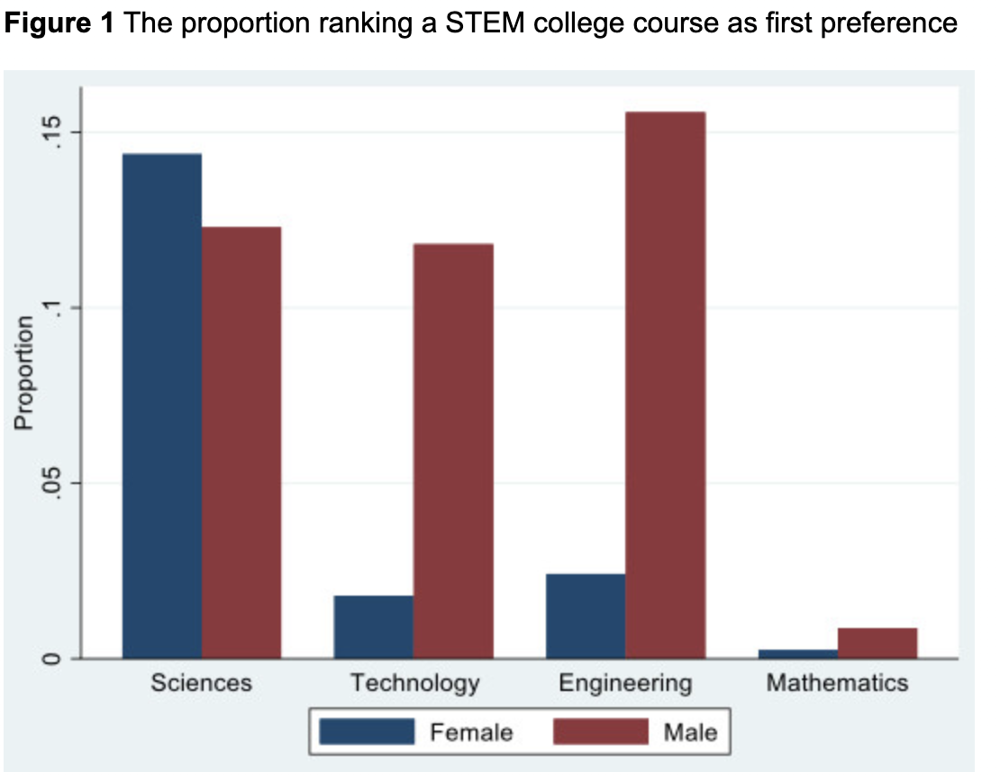 Figure 1 The proportion ranking a STEM college course as first preference
.15
.1
.05
0
Proportion
Sciences Technology Engineering Mathematics
Female Male